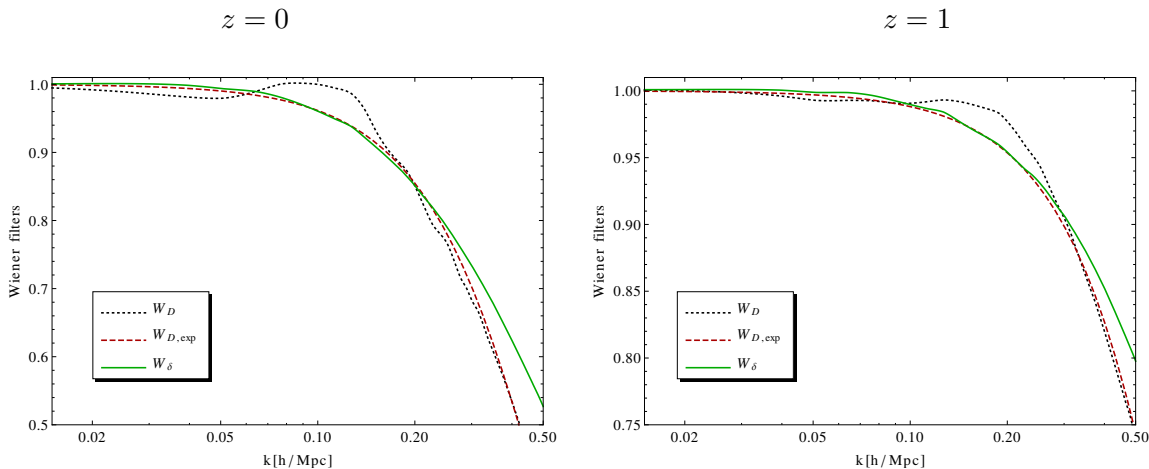 z = 0
1.0
0.9
0.8
0.7
0.6
0.5
Wiener filters
W_D
W_{D,exp}
W_δ
0.02 0.05 0.10 0.20 0.50
k[h/Mpc]
z = 1
1.00
0.95
0.90
0.85
0.80
0.75
Wiener filters
W_D
W_{D,exp}
W_δ
0.02 0.05 0.10 0.20 0.50
k[h/Mpc]